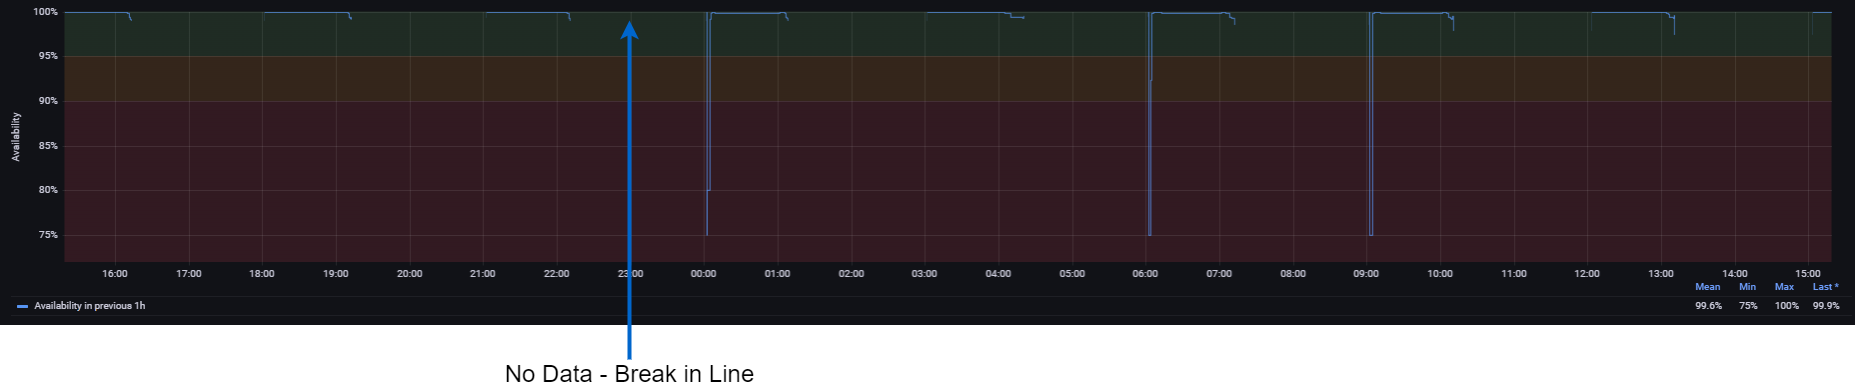 100%
95%
90%
85%
80%
75%
Availability
16:00 17:00 18:00 19:00 20:00 21:00 22:00 23:00 00:00 01:00 02:00 03:00 04:00 05:00 06:00 07:00 08:00 09:00 10:00 11:00 12:00 13:00 14:00 15:00
Mean Min Max Last *
Availability in previous 1h 99.6% 75% 100% 99.9%
No Data - Break in Line